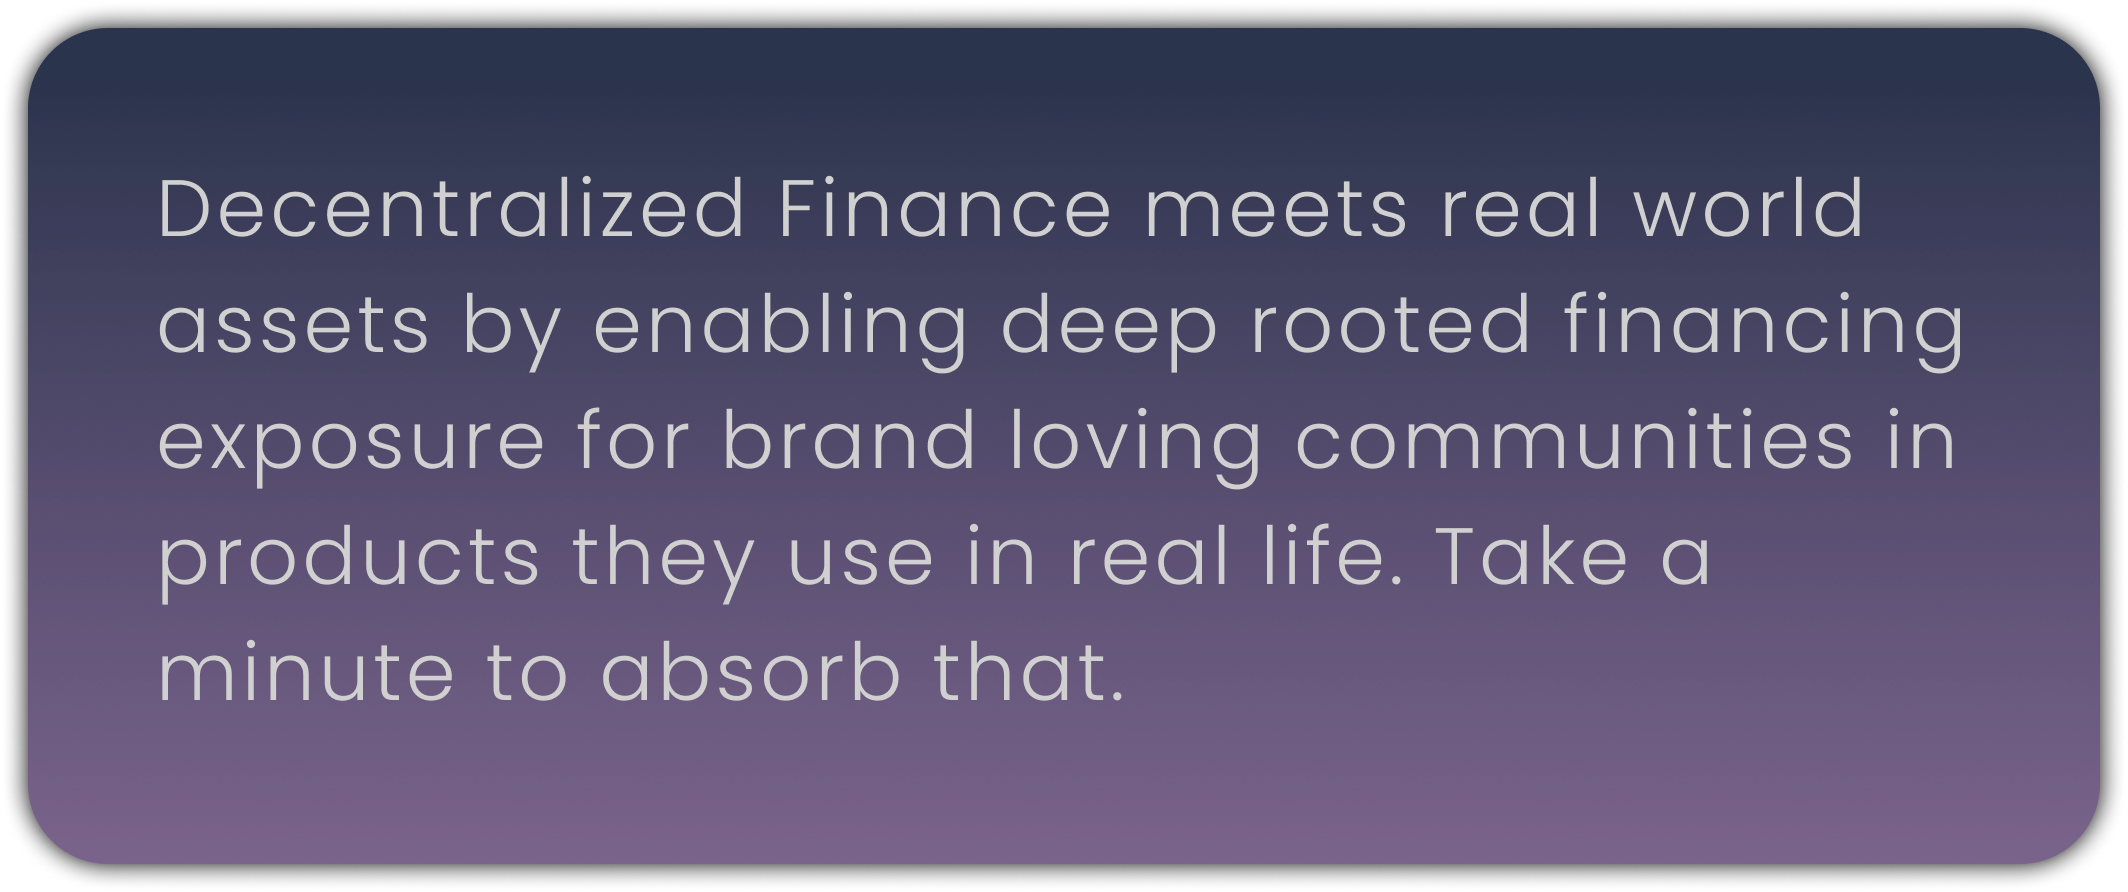 Decentralized Finance meets real world
assets by enabling deep rooted financing
exposure for brand loving communities in
products they use in real life. Take a
minute to absorb that.